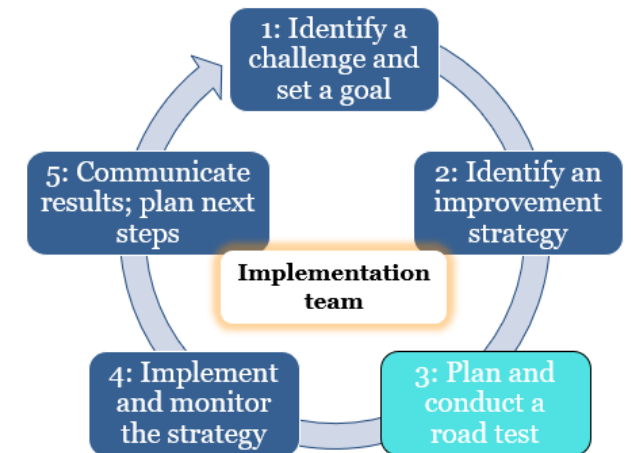 1: Identify a
challenge and
set a goal
2: Identify an
improvement
strategy
3: Plan and
conduct a
road test
4: Implement
and monitor
the strategy
5: Communicate
results; plan next
steps
Implementation
team